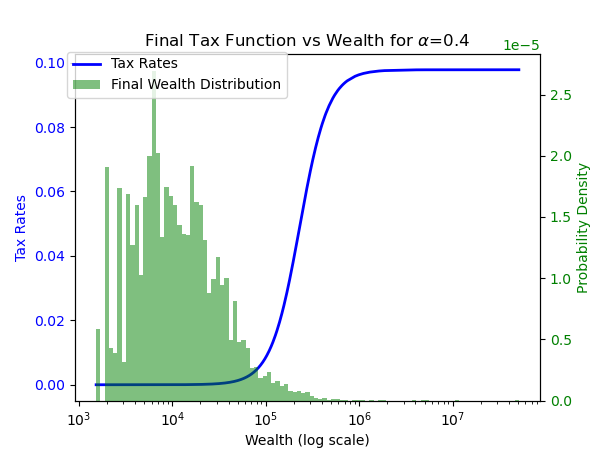 Final Tax Function vs Wealth for α=0.4
1e−5
Tax Rates
Final Wealth Distribution
0.10
0.08
0.06
0.04
0.02
0.00
Tax Rates
2.5
2.0
1.5
1.0
0.5
0.0
Probability Density
10³ 10⁴ 10⁵ 10⁶ 10⁷
Wealth (log scale)